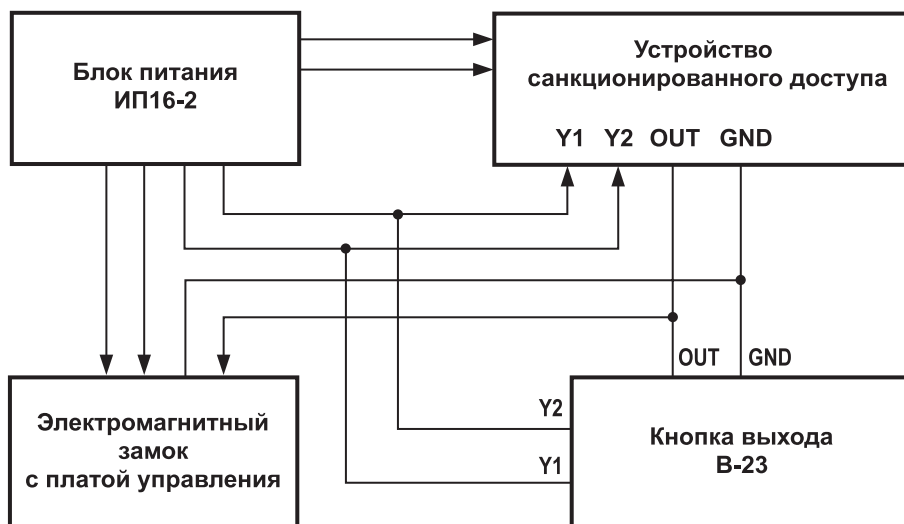 Блок питания
ИП16-2
Устройство
санкционированного доступа
Y1 Y2 OUT GND
OUT GND
Y2
Y1
Электромагнитный
замок
с платой управления
Кнопка выхода
В-23